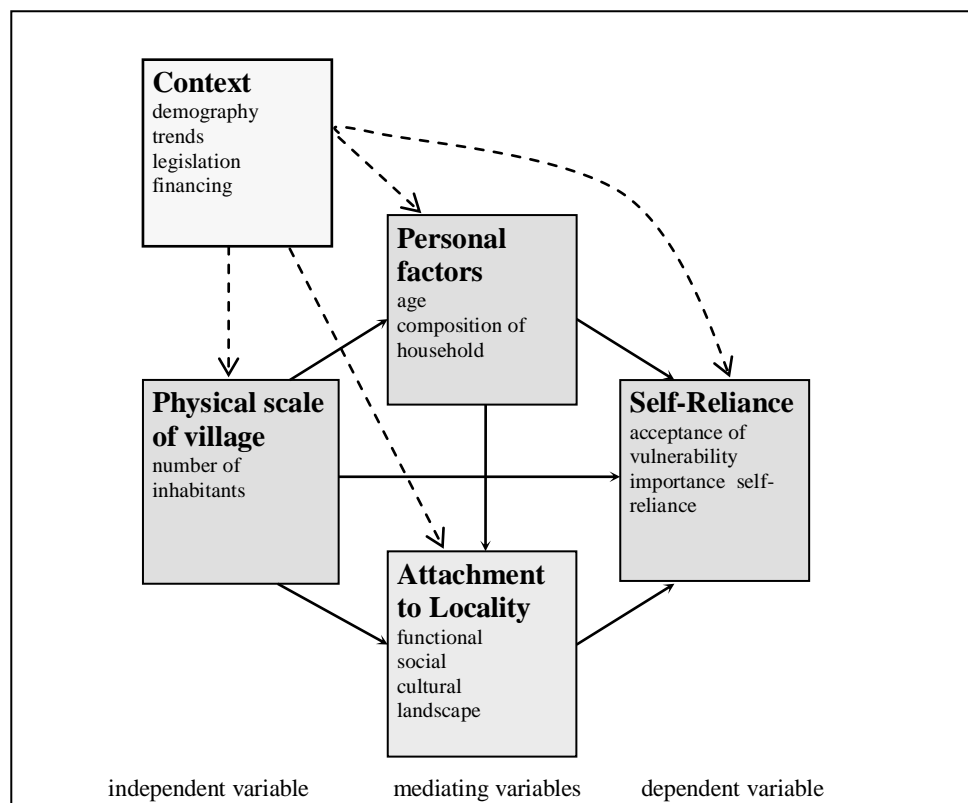 Context
demography
trends
legislation
financing
Personal
factors
age
composition of
household
Physical scale
of village
number of
inhabitants
Self-Reliance
acceptance of
vulnerability
importance self-
reliance
Attachment
to Locality
functional
social
cultural
landscape
independent variable
mediating variables
dependent variable